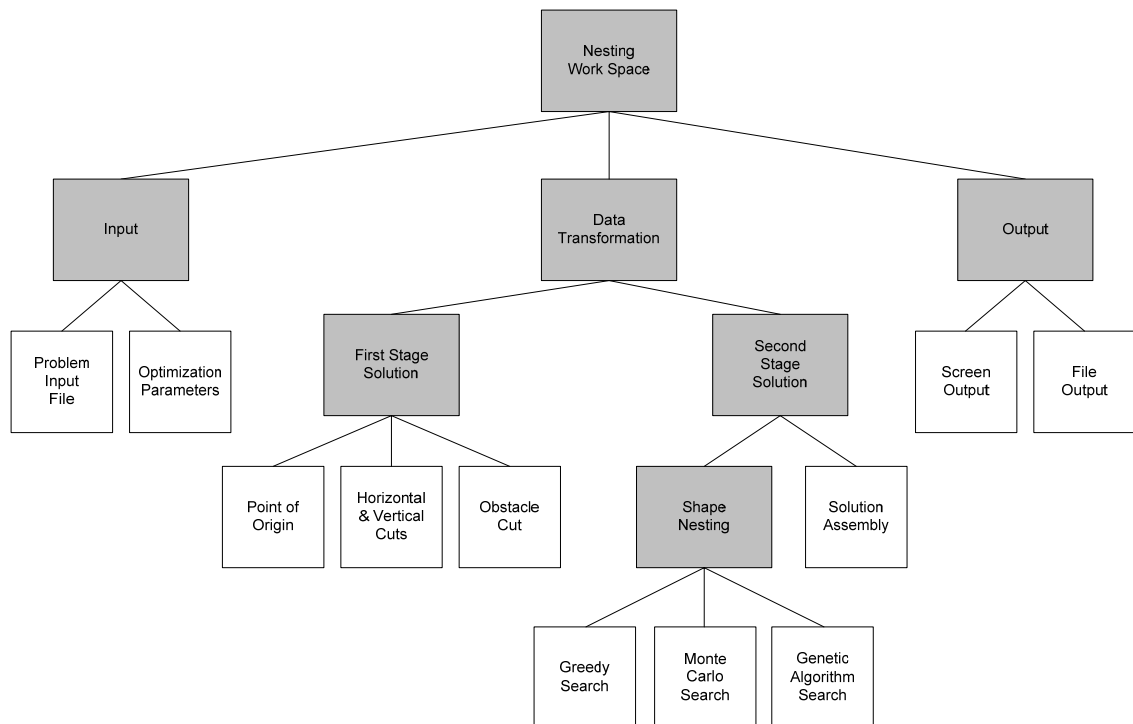 Nesting
Work Space
Input
Data
Transformation
Output
Problem
Input
File
Optimization
Parameters
First Stage
Solution
Second
Stage
Solution
Screen
Output
File
Output
Point of
Origin
Horizontal
& Vertical
Cuts
Obstacle
Cut
Shape
Nesting
Solution
Assembly
Greedy
Search
Monte
Carlo
Search
Genetic
Algorithm
Search